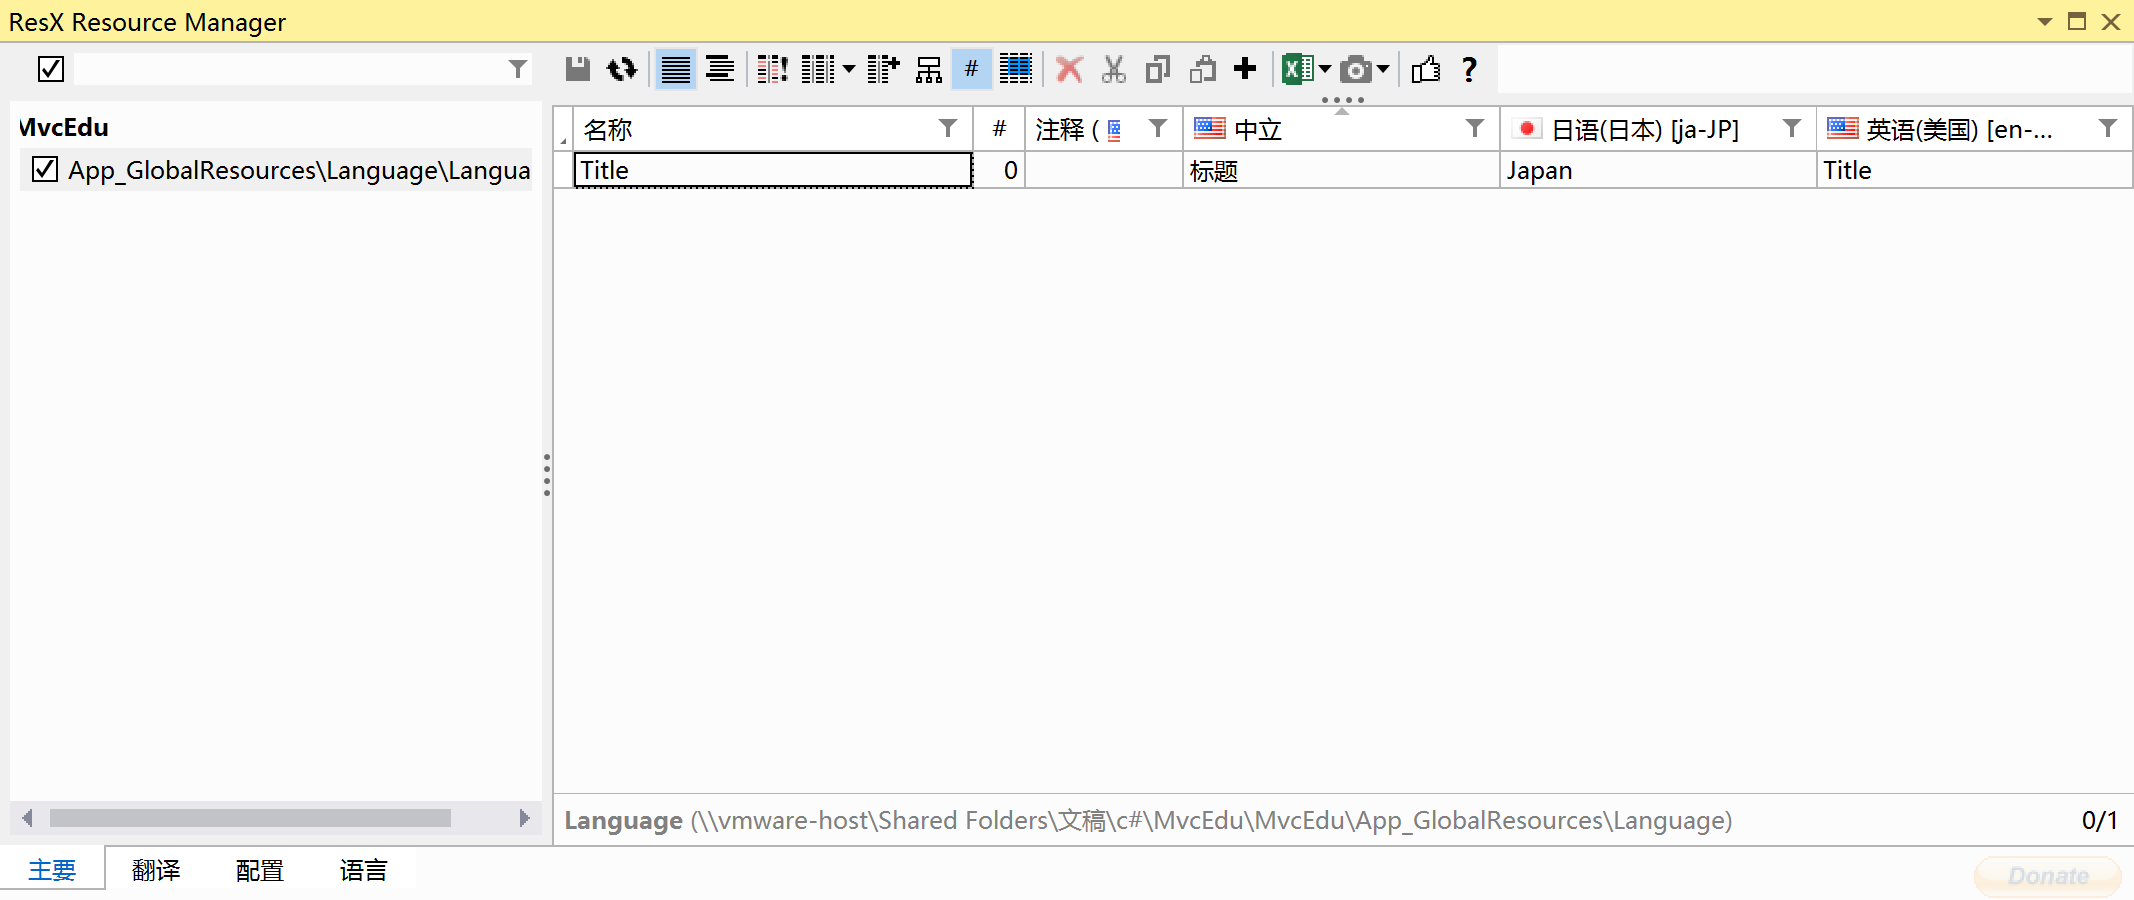 ResX Resource Manager
#
?
MvcEdu
App_GlobalResources\Language\Langua
名称 # 注释 ( 中立 日语(日本) [ja-JP] 英语(美国) [en-...
Title 0 标题 Japan Title
Language (\\vmware-host\Shared Folders\文稿\c#\MvcEdu\MvcEdu\App_GlobalResources\Language) 0/1
主要 翻译 配置 语言 Donate